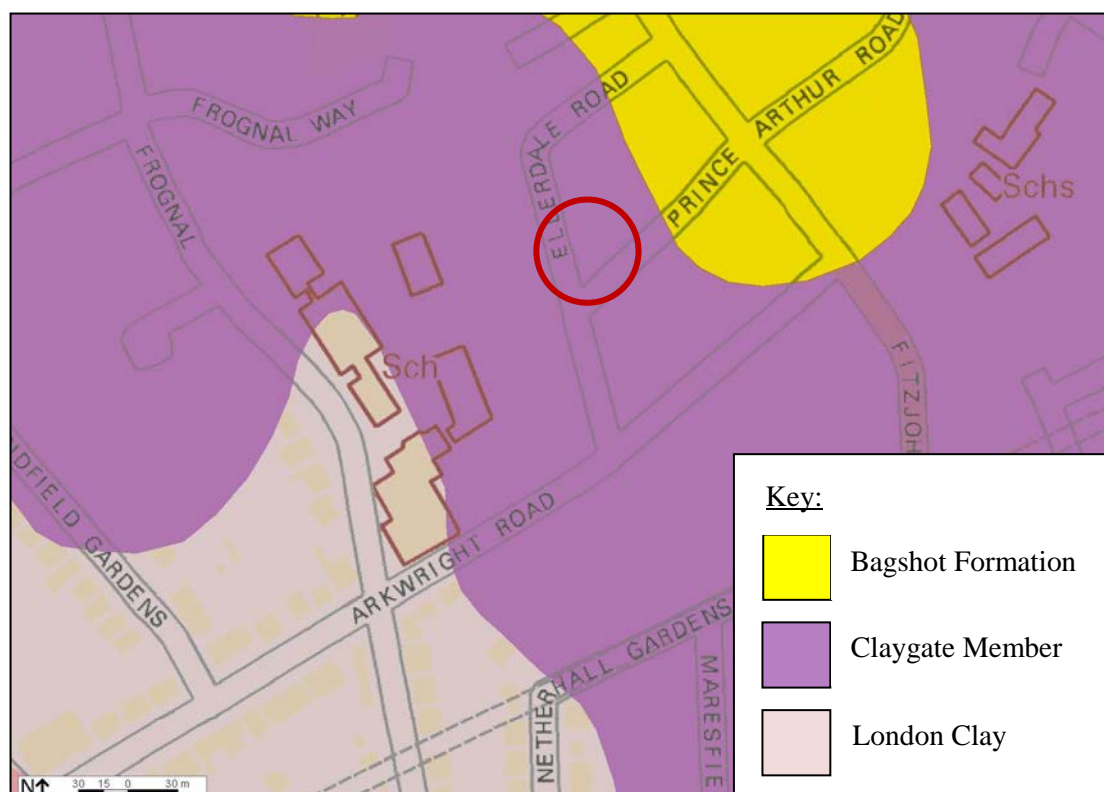 FROGNAL WAY
FROGNAL
ELLERDALE ROAD
PRINCE ARTHUR ROAD
Schs
Sch
FITZJOH
IDFIELD GARDENS
ARKWRIGHT ROAD
NETHERHALL GARDENS
MARESFIE
Key:
Bagshot Formation
Claygate Member
London Clay
N 30 15 0 30 m